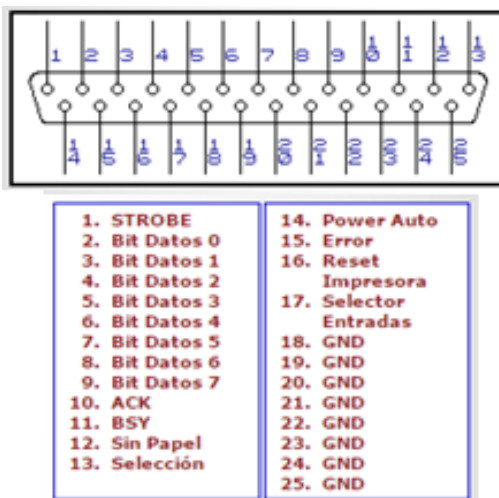 1 2 3 4 5 6 7 8 9 10 11 12 13
14 15 16 17 18 19 20 21 22 23 24 25
1. STROBE
2. Bit Datos 0
3. Bit Datos 1
4. Bit Datos 2
5. Bit Datos 3
6. Bit Datos 4
7. Bit Datos 5
8. Bit Datos 6
9. Bit Datos 7
10. ACK
11. BSY
12. Sin Papel
13. Selección
14. Power Auto
15. Error
16. Reset
Impresora
17. Selector
Entradas
18. GND
19. GND
20. GND
21. GND
22. GND
23. GND
24. GND
25. GND